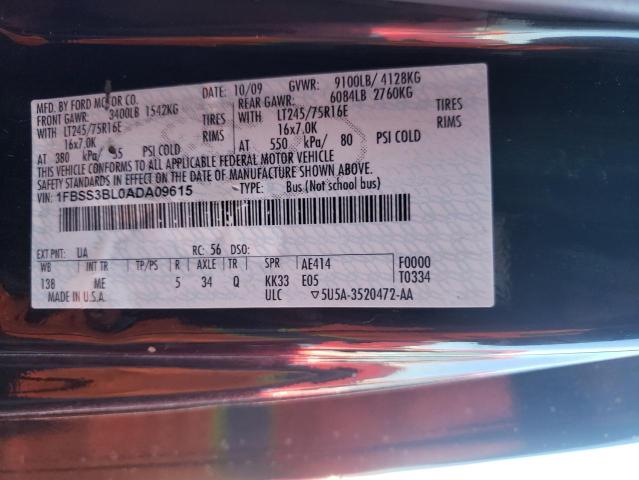 MFD. BY FORD MOTOR CO.
10/09 GVWR: 9100LB/ 4128KG
FRONT GAWR: 3400LB 1542KG
REAR GAWR: 6084LB 2760KG
WITH LT245/75R16E TIRES
WITH LT245/75R16E TIRES
16x7.0K RIMS
16x7.0K RIMS
AT 380 kPa/ 55 PSI COLD
AT 550 kPa/ 80 PSI COLD
THIS VEHICLE CONFORMS TO ALL APPLICABLE FEDERAL MOTOR VEHICLE
SAFETY STANDARDS IN EFFECT ON THE DATE OF MANUFACTURE SHOWN ABOVE.
VIN: 1FBSS3BL0ADA09615
TYPE: Bus (Not school bus)
EXT PNT: UA RC: 56 DSO:
WB INT TR TP/PS R AXLE TR SPR AE414 F0000
138 ME 5 34 Q KK33 E05 T0334
MADE IN U.S.A. ULC ▽5U5A-3520472-AA